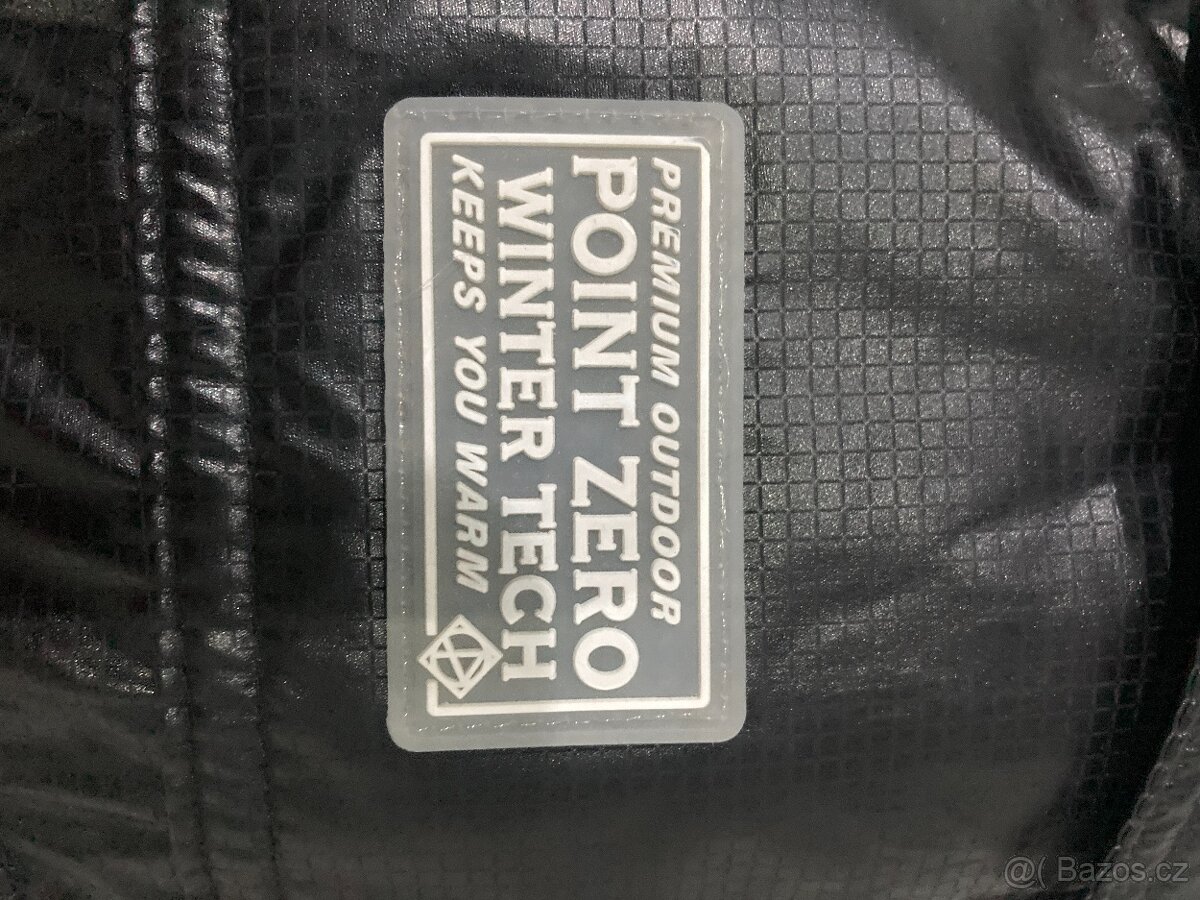 PREMIUM OUTDOOR
POINT ZERO
WINTER TECH
KEEPS YOU WARM
@( Bazos.cz